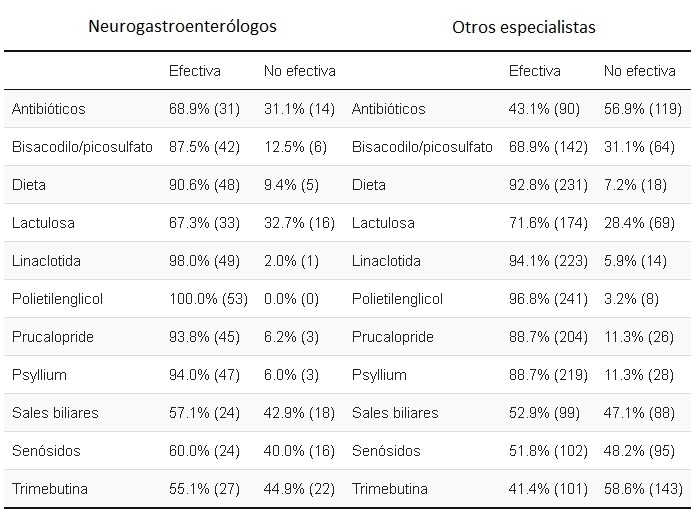 Neurogastroenterólogos Otros especialistas
Efectiva No efectiva Efectiva No efectiva
Antibióticos 68.9% (31) 31.1% (14) Antibióticos 43.1% (90) 56.9% (119)
Bisacodilo/picosulfato 87.5% (42) 12.5% (6) Bisacodilo/picosulfato 68.9% (142) 31.1% (64)
Dieta 90.6% (48) 9.4% (5) Dieta 92.8% (231) 7.2% (18)
Lactulosa 67.3% (33) 32.7% (16) Lactulosa 71.6% (174) 28.4% (69)
Linaclotida 98.0% (49) 2.0% (1) Linaclotida 94.1% (223) 5.9% (14)
Polietilenglicol 100.0% (53) 0.0% (0) Polietilenglicol 96.8% (241) 3.2% (8)
Prucalopride 93.8% (45) 6.2% (3) Prucalopride 88.7% (204) 11.3% (26)
Psyllium 94.0% (47) 6.0% (3) Psyllium 88.7% (219) 11.3% (28)
Sales biliares 57.1% (24) 42.9% (18) Sales biliares 52.9% (99) 47.1% (88)
Senósidos 60.0% (24) 40.0% (16) Senósidos 51.8% (102) 48.2% (95)
Trimebutina 55.1% (27) 44.9% (22) Trimebutina 41.4% (101) 58.6% (143)